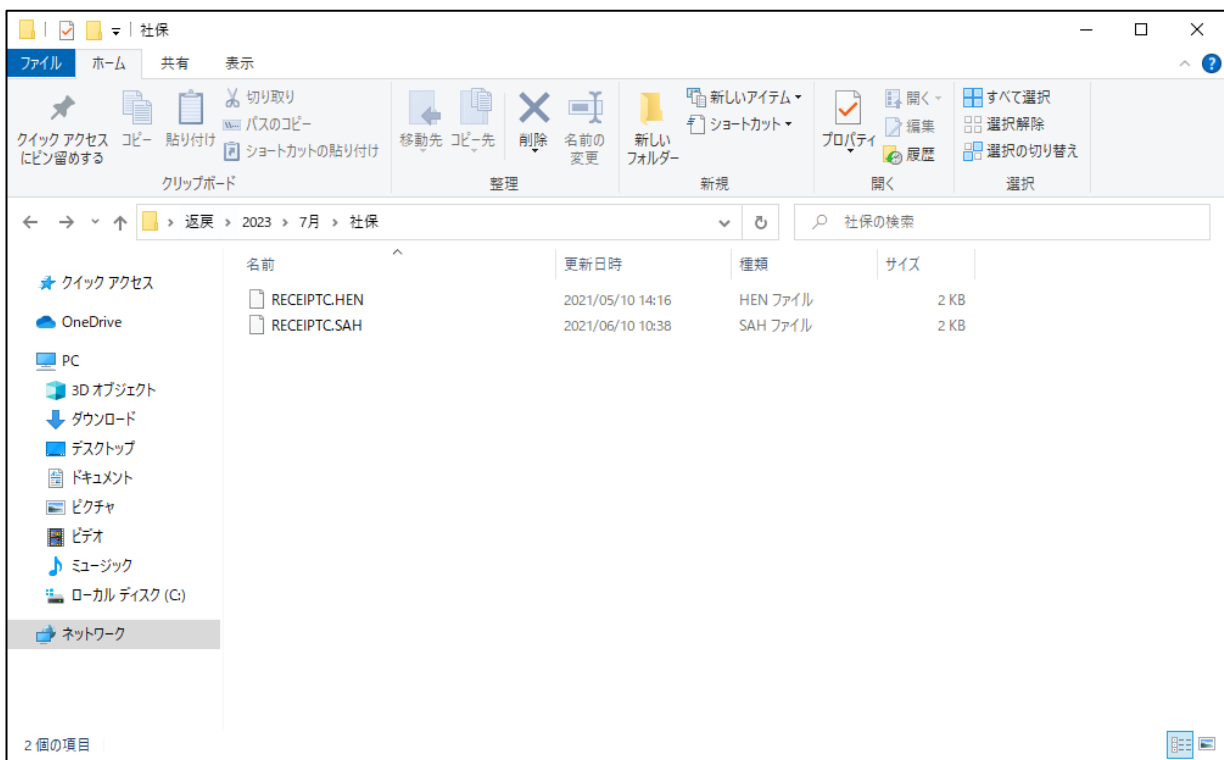 社保
ファイル ホーム 共有 表示
クイック アクセス
にピン留めする
コピー
貼り付け
切り取り
パスのコピー
ショートカットの貼り付け
クリップボード
移動先
コピー先
削除
名前の
変更
整理
新しい
フォルダー
新しいアイテム
ショートカット
新規
プロパティ
開く
編集
履歴
開く
すべて選択
選択解除
選択の切り替え
選択
返戻 › 2023 › 7月 › 社保
社保の検索
名前 更新日時 種類 サイズ
RECEIPTC.HEN 2021/05/10 14:16 HEN ファイル 2 KB
RECEIPTC.SAH 2021/06/10 10:38 SAH ファイル 2 KB
クイック アクセス
OneDrive
PC
3D オブジェクト
ダウンロード
デスクトップ
ドキュメント
ピクチャ
ビデオ
ミュージック
ローカル ディスク (C:)
ネットワーク
2 個の項目